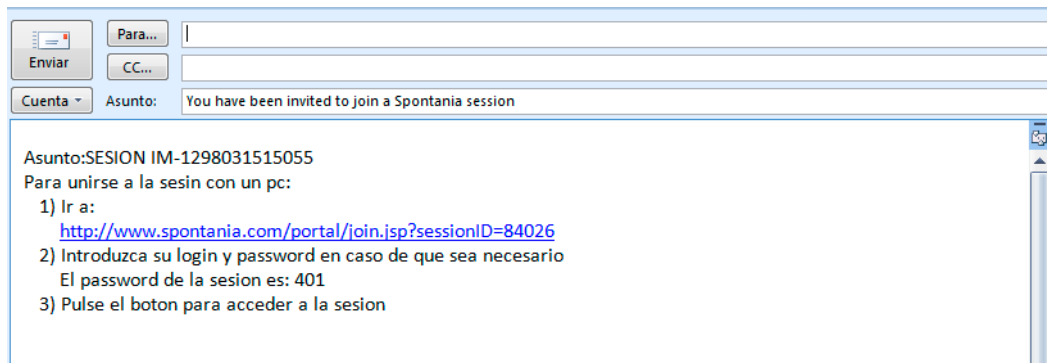 Para...
Enviar
CC...
Cuenta
Asunto: You have been invited to join a Spontania session
Asunto:SESION IM-1298031515055
Para unirse a la sesin con un pc:
1) Ir a:
http://www.spontania.com/portal/join.jsp?sessionID=84026
2) Introduzca su login y password en caso de que sea necesario
El password de la sesion es: 401
3) Pulse el boton para acceder a la sesion